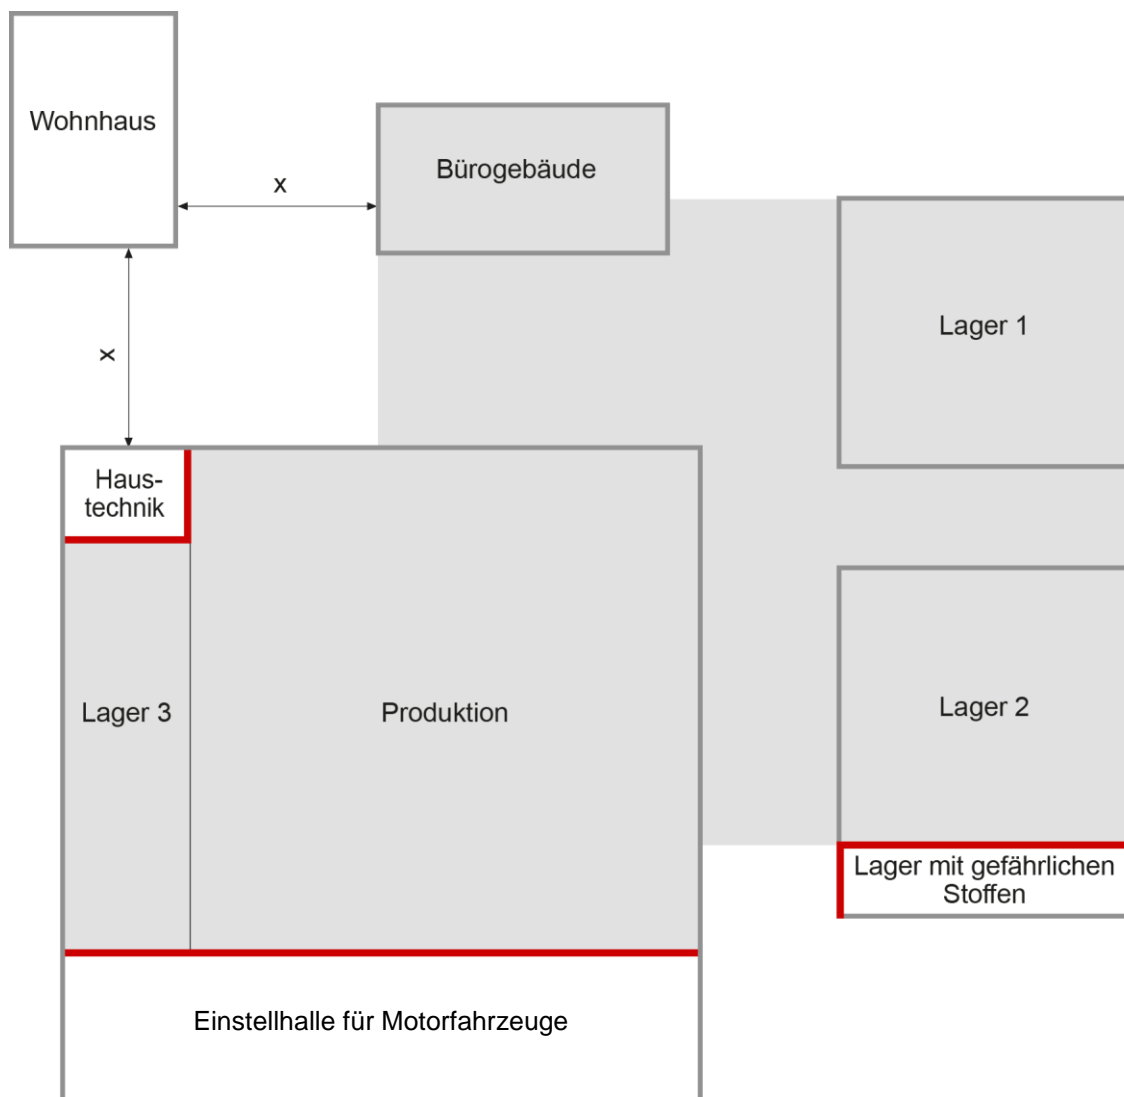 Wohnhaus
Bürogebäude
x
x
Lager 1
Haus-
technik
Lager 3
Produktion
Lager 2
Lager mit gefährlichen
Stoffen
Einstellhalle für Motorfahrzeuge